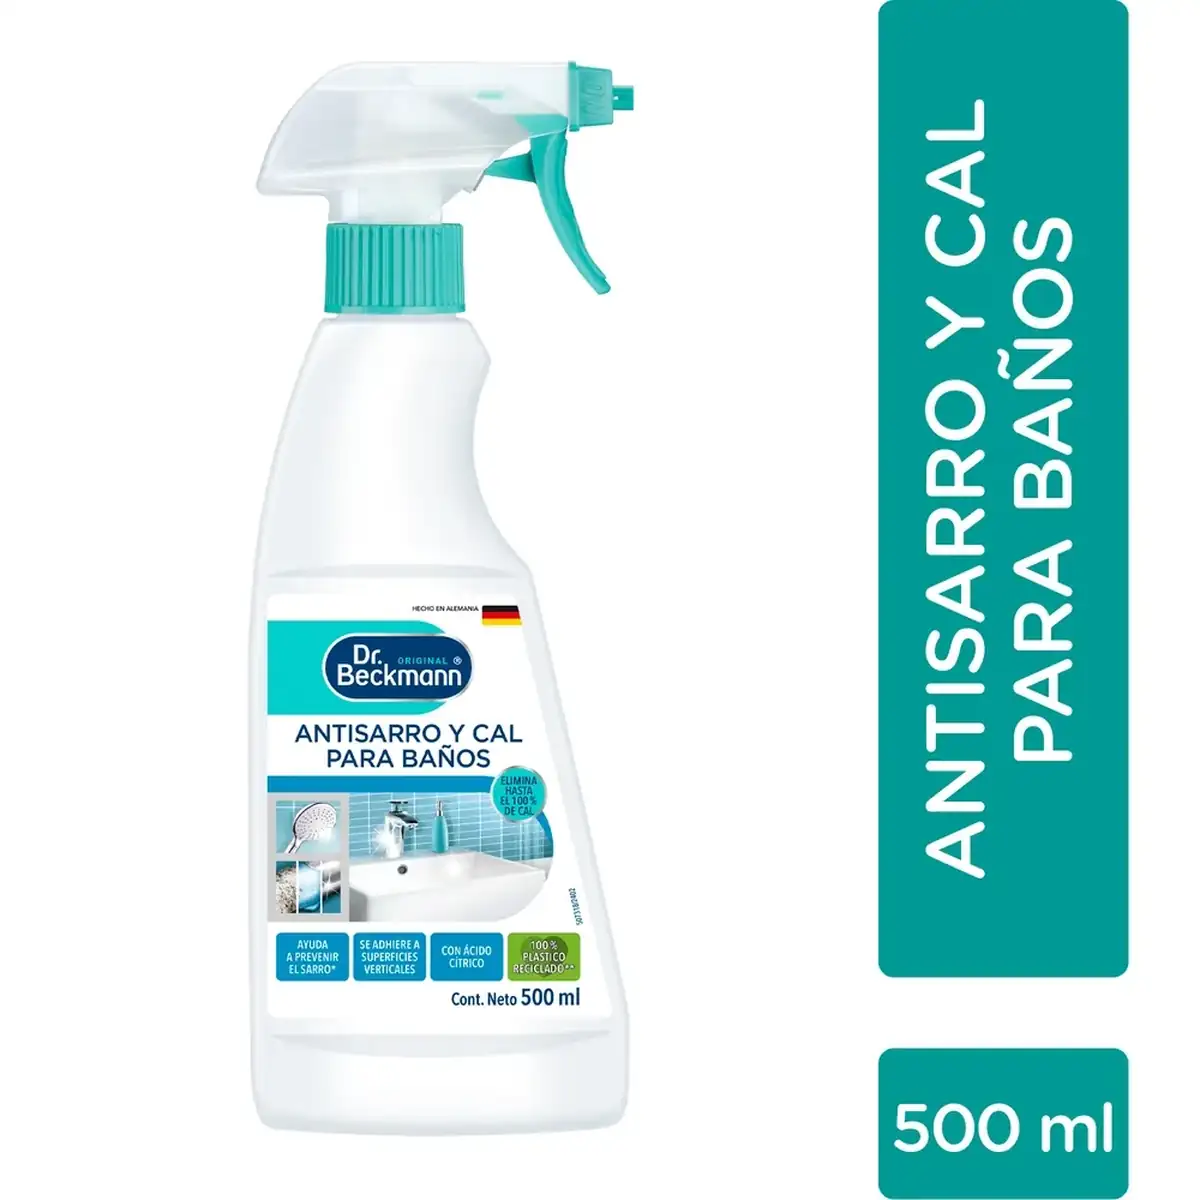 HECHO EN ALEMANIA
Dr. ORIGINAL ®
Beckmann
ANTISARRO Y CAL
PARA BAÑOS
ELIMINA
HASTA
EL 100%
DE CAL
AYUDA
A PREVENIR
EL SARRO*
SE ADHIERE A
SUPERFICIES
VERTICALES
CON ÁCIDO
CÍTRICO
100%
PLÁSTICO
RECICLADO**
Cont. Neto 500 ml
ANTISARRO Y CAL
PARA BAÑOS
500 ml